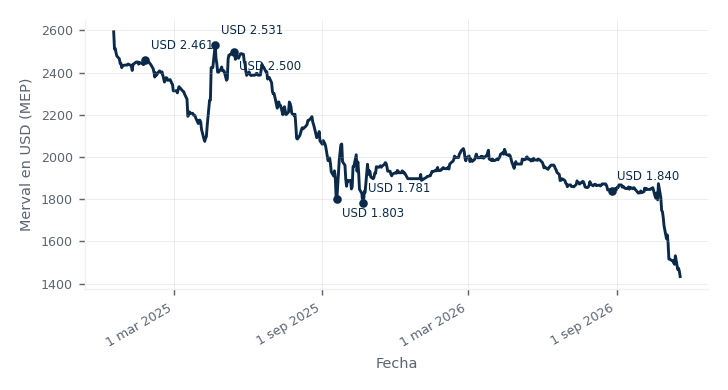 2600
2400
2200
2000
1800
1600
1400
Merval en USD (MEP)
USD 2.461
USD 2.531
USD 2.500
USD 1.803
USD 1.781
USD 1.840
1 mar 2025
1 sep 2025
1 mar 2026
1 sep 2026
Fecha